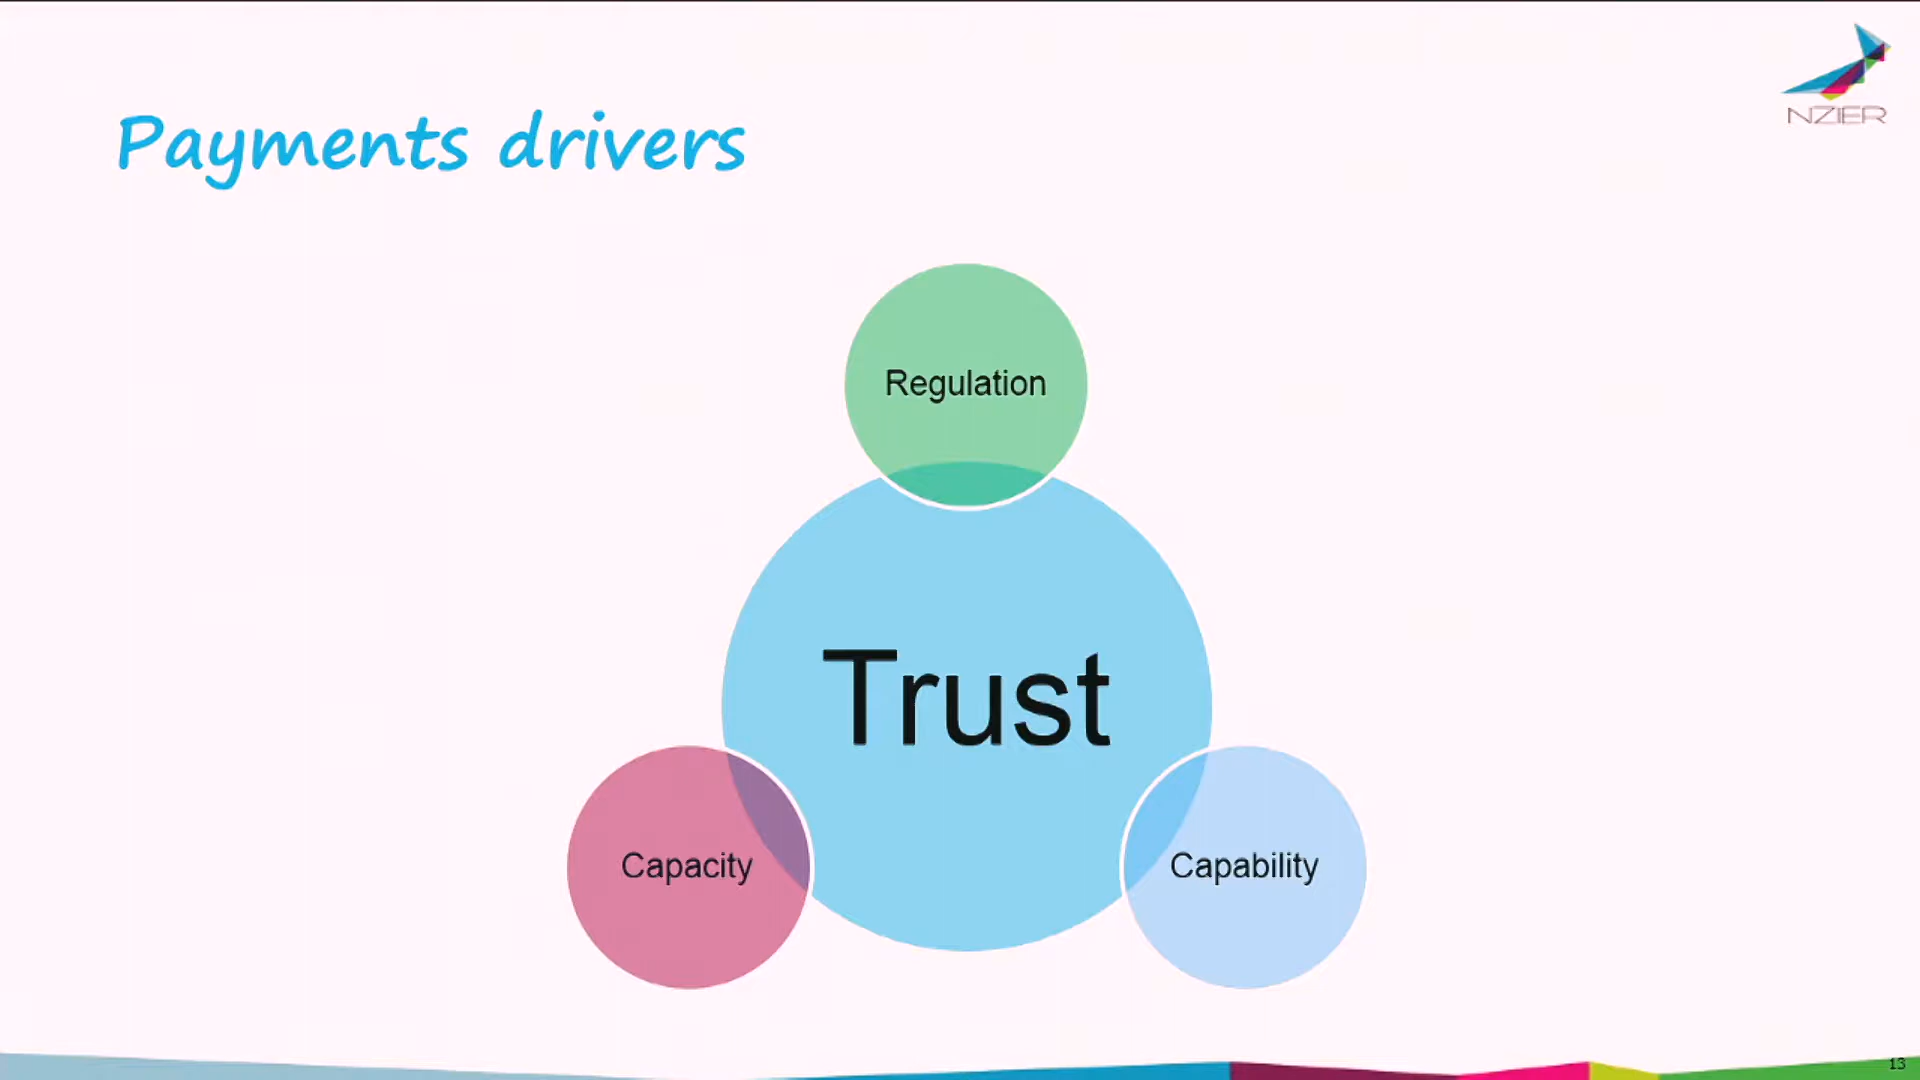 NZIER
Payments drivers
Regulation
Trust
Capacity
Capability
13